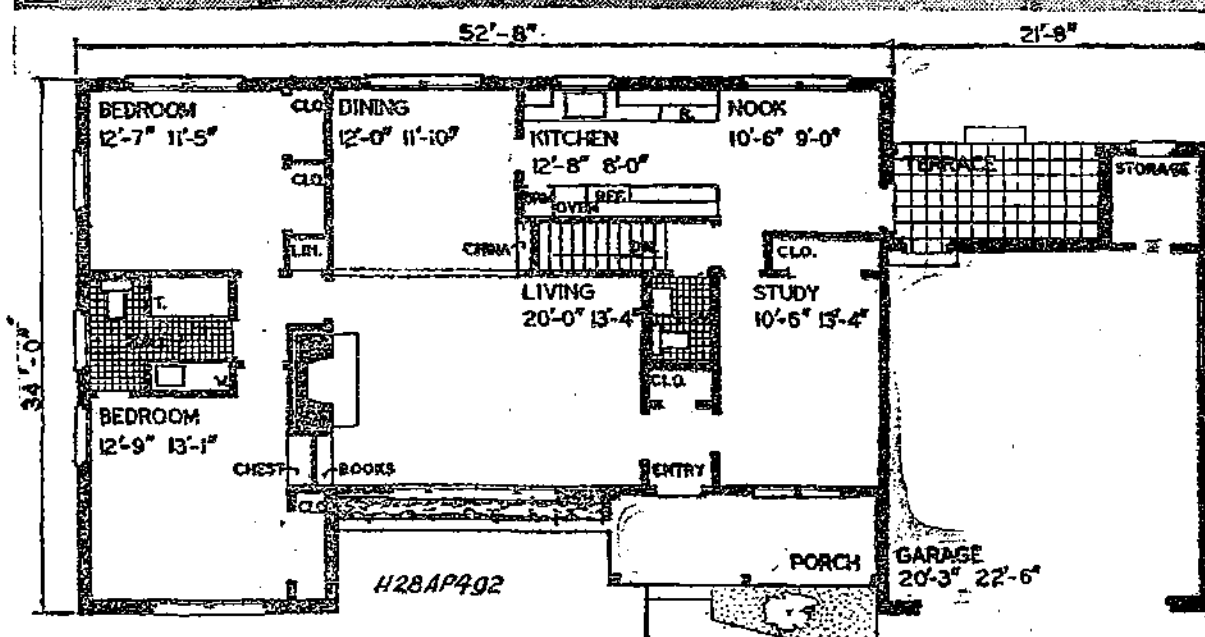 52'-8"
21'-8"
BEDROOM
12'-7" 11'-5"
CLO
DINING
12'-0" 11'-10"
KITCHEN
12'-8" 8'-0"
R.
NOOK
10'-6" 9'-0"
TERRACE
STORAGE
CLO.
OVEN
REF.
LIN.
CHINA
DN.
CLO.
34'-0"
T.
LIVING
20'-0" 13'-4"
STUDY
10'-6" 13'-4"
V.
CLO.
BEDROOM
12'-9" 13'-1"
CHEST
BOOKS
ENTRY
CLO
PORCH
GARAGE
20'-3" 22'-6"
H28AP492